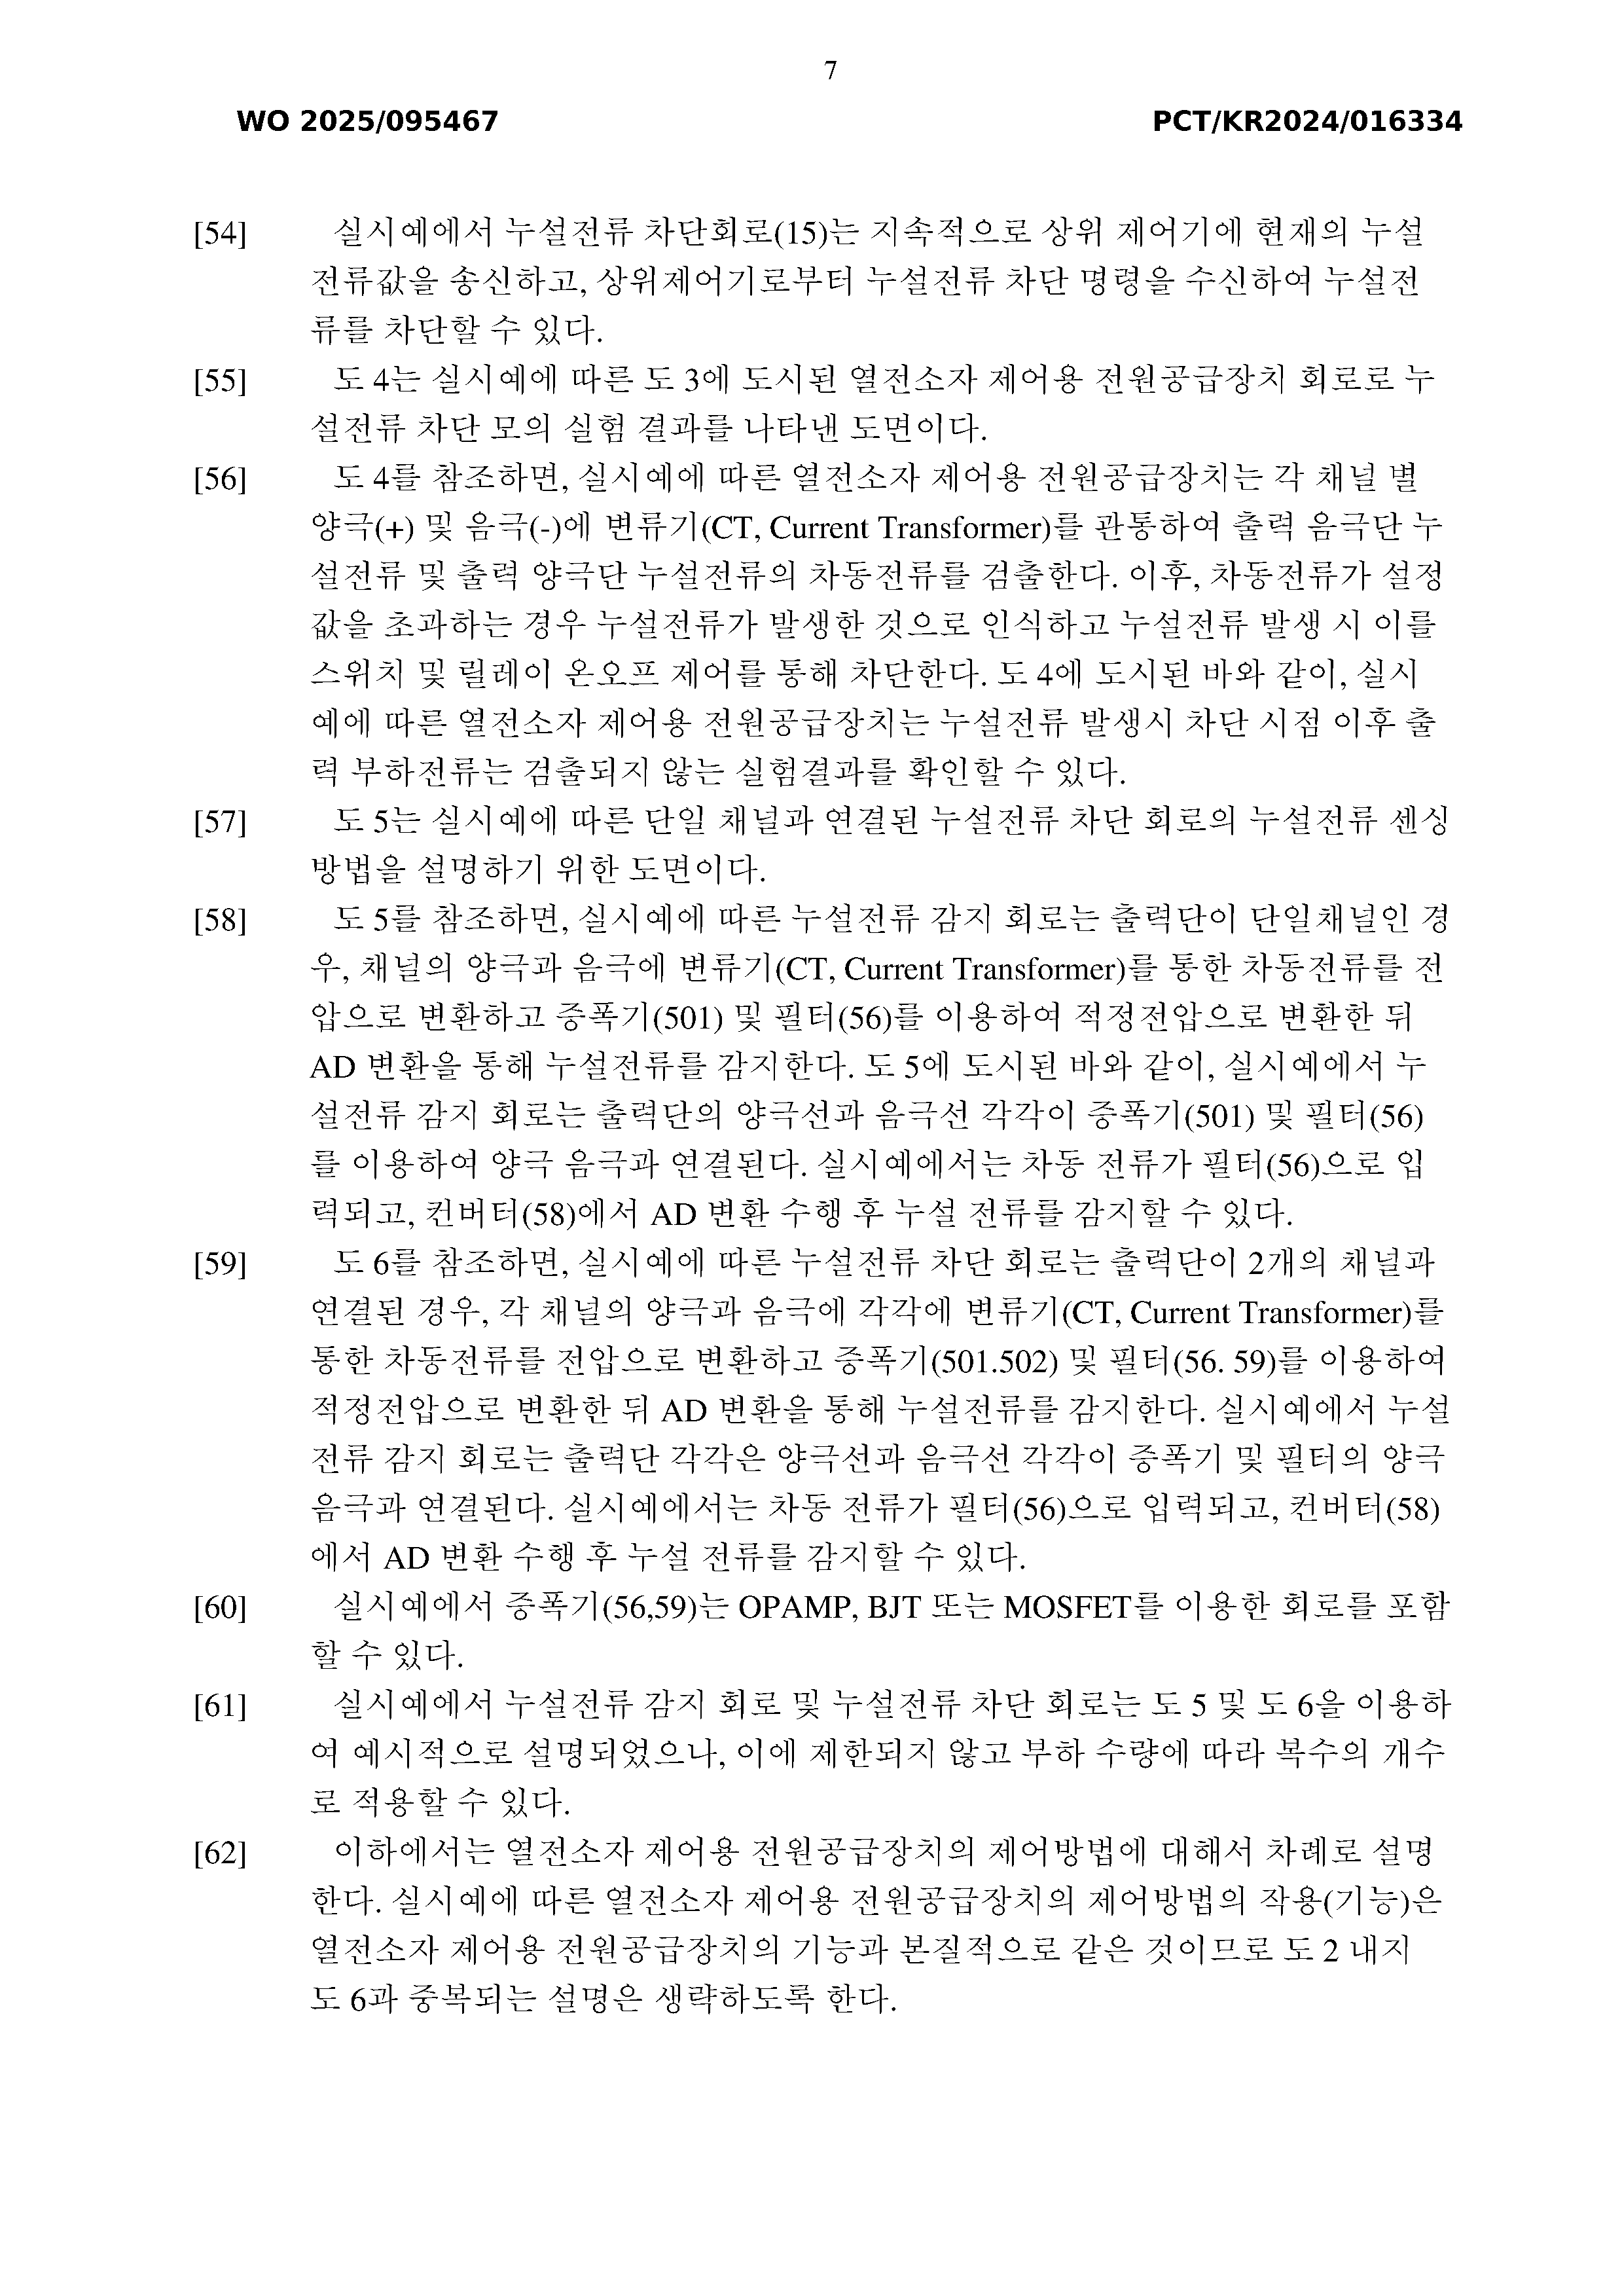 7
WO 2025/095467 PCT/KR2024/016334
[54] 실시예에서 누설전류 차단회로(15)는 지속적으로 상위 제어기에 현재의 누설
전류값을 송신하고, 상위제어기로부터 누설전류 차단 명령을 수신하여 누설전
류를 차단할 수 있다.
[55] 도 4는 실시예에 따른 도 3에 도시된 열전소자 제어용 전원공급장치 회로로 누
설전류 차단 모의 실험 결과를 나타낸 도면이다.
[56] 도 4를 참조하면, 실시예에 따른 열전소자 제어용 전원공급장치는 각 채널 별
양극(+) 및 음극(-)에 변류기(CT, Current Transformer)를 관통하여 출력 음극단 누
설전류 및 출력 양극단 누설전류의 차동전류를 검출한다. 이후, 차동전류가 설정
값을 초과하는 경우 누설전류가 발생한 것으로 인식하고 누설전류 발생 시 이를
스위치 및 릴레이 온오프 제어를 통해 차단한다. 도 4에 도시된 바와 같이, 실시
예에 따른 열전소자 제어용 전원공급장치는 누설전류 발생시 차단 시점 이후 출
력 부하전류는 검출되지 않는 실험결과를 확인할 수 있다.
[57] 도 5는 실시예에 따른 단일 채널과 연결된 누설전류 차단 회로의 누설전류 센싱
방법을 설명하기 위한 도면이다.
[58] 도 5를 참조하면, 실시예에 따른 누설전류 감지 회로는 출력단이 단일채널인 경
우, 채널의 양극과 음극에 변류기(CT, Current Transformer)를 통한 차동전류를 전
압으로 변환하고 증폭기(501) 및 필터(56)를 이용하여 적정전압으로 변환한 뒤
AD 변환을 통해 누설전류를 감지한다. 도 5에 도시된 바와 같이, 실시예에서 누
설전류 감지 회로는 출력단의 양극선과 음극선 각각이 증폭기(501) 및 필터(56)
를 이용하여 양극 음극과 연결된다. 실시예에서는 차동 전류가 필터(56)으로 입
력되고, 컨버터(58)에서 AD 변환 수행 후 누설 전류를 감지할 수 있다.
[59] 도 6를 참조하면, 실시예에 따른 누설전류 차단 회로는 출력단이 2개의 채널과
연결된 경우, 각 채널의 양극과 음극에 각각에 변류기(CT, Current Transformer)를
통한 차동전류를 전압으로 변환하고 증폭기(501.502) 및 필터(56. 59)를 이용하여
적정전압으로 변환한 뒤 AD 변환을 통해 누설전류를 감지한다. 실시예에서 누설
전류 감지 회로는 출력단 각각은 양극선과 음극선 각각이 증폭기 및 필터의 양극
음극과 연결된다. 실시예에서는 차동 전류가 필터(56)으로 입력되고, 컨버터(58)
에서 AD 변환 수행 후 누설 전류를 감지할 수 있다.
[60] 실시예에서 증폭기(56,59)는 OPAMP, BJT 또는 MOSFET를 이용한 회로를 포함
할 수 있다.
[61] 실시예에서 누설전류 감지 회로 및 누설전류 차단 회로는 도 5 및 도 6을 이용하
여 예시적으로 설명되었으나, 이에 제한되지 않고 부하 수량에 따라 복수의 개수
로 적용할 수 있다.
[62] 이하에서는 열전소자 제어용 전원공급장치의 제어방법에 대해서 차례로 설명
한다. 실시예에 따른 열전소자 제어용 전원공급장치의 제어방법의 작용(기능)은
열전소자 제어용 전원공급장치의 기능과 본질적으로 같은 것이므로 도 2 내지
도 6과 중복되는 설명은 생략하도록 한다.